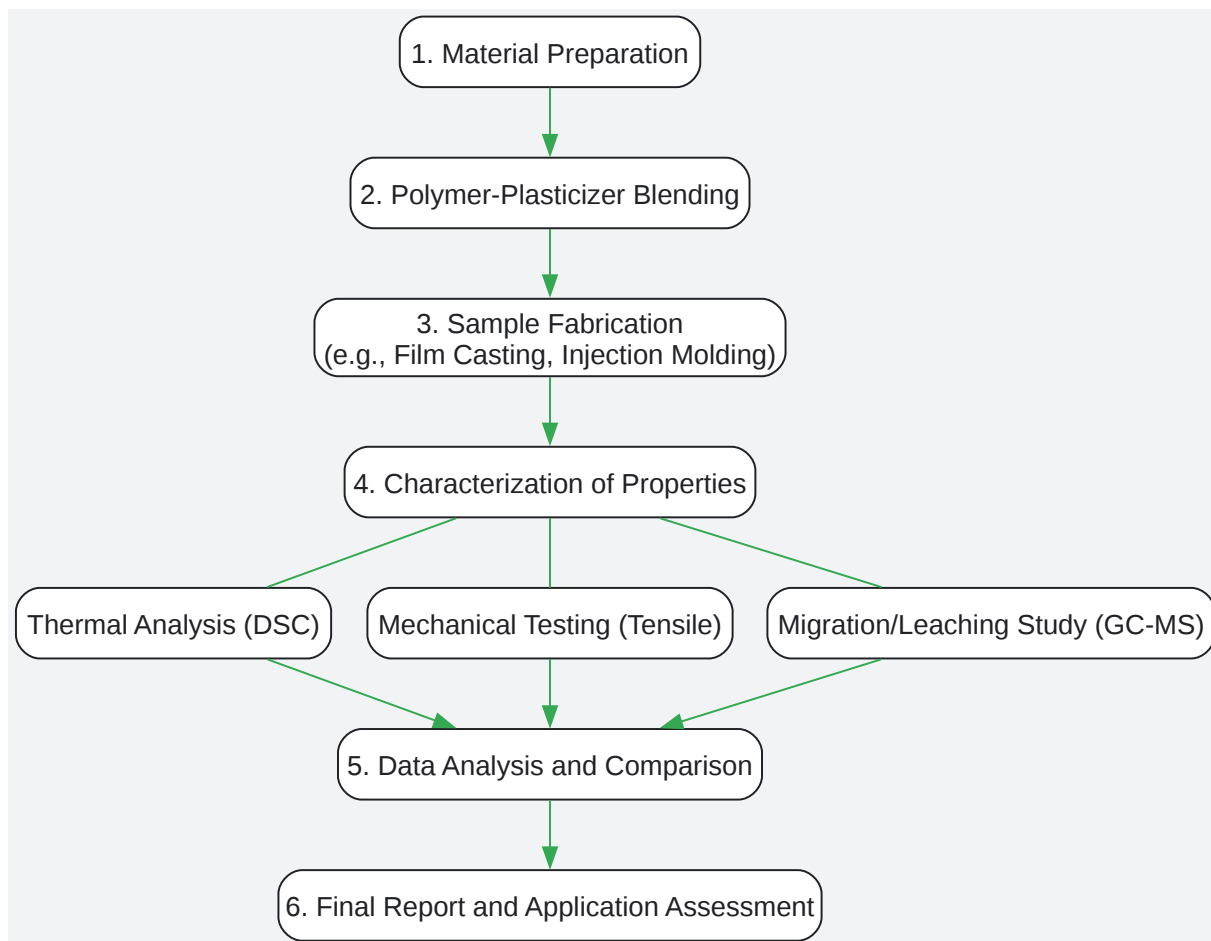 1. Material Preparation
2. Polymer-Plasticizer Blending
3. Sample Fabrication
(e.g., Film Casting, Injection Molding)
4. Characterization of Properties
Thermal Analysis (DSC)
Mechanical Testing (Tensile)
Migration/Leaching Study (GC-MS)
5. Data Analysis and Comparison
6. Final Report and Application Assessment